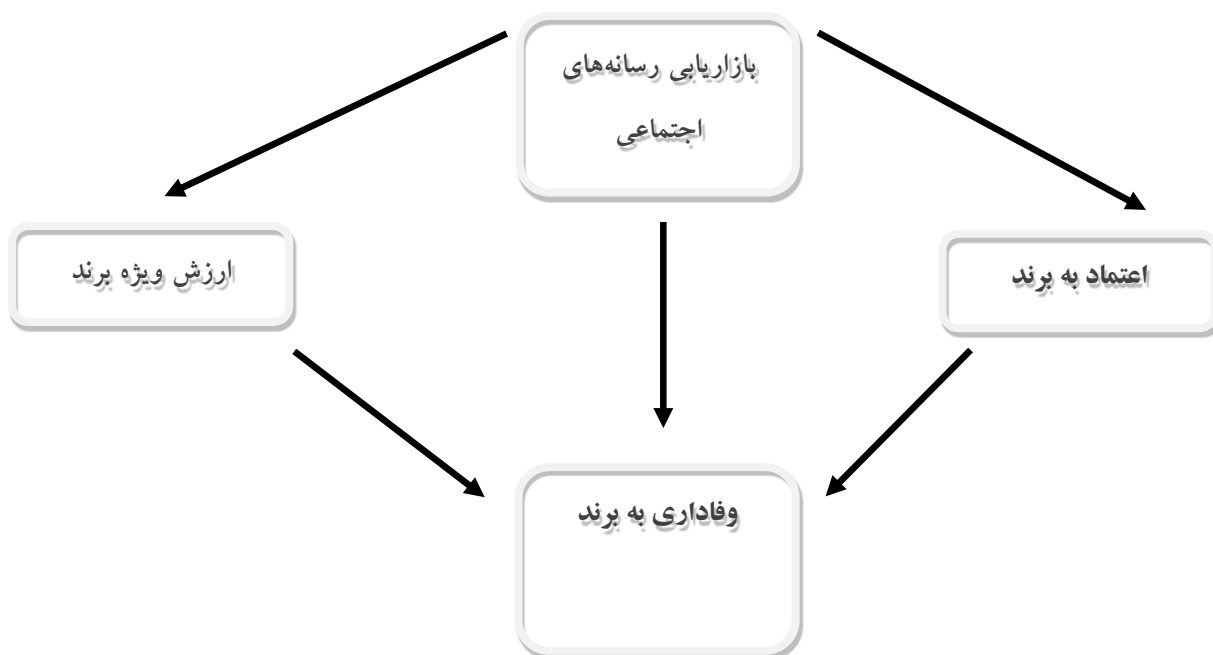 بازاریابی رسانه‌های
اجتماعی
اعتماد به برند
ارزش ویژه برند
وفاداری به برند